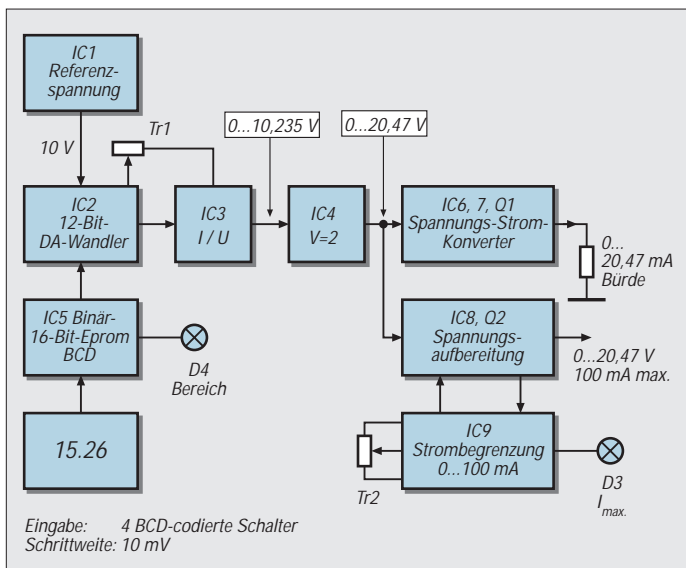 IC1
Referenz-
spannung
Tr1
0...10,235 V
0...20,47 V
10 V
IC2
12-Bit-
DA-Wandler
IC3
I / U
IC4
V=2
IC6, 7, Q1
Spannungs-Strom-
Konverter
0...
20,47 mA
Bürde
IC5 Binär-
16-Bit-Eprom
BCD
D4
Bereich
IC8, Q2
Spannungs-
aufbereitung
0...20,47 V
100 mA max.
15.26
IC9
Strombegrenzung
0...100 mA
Tr2
D3
Imax.
Eingabe: 4 BCD-codierte Schalter
Schrittweite: 10 mV